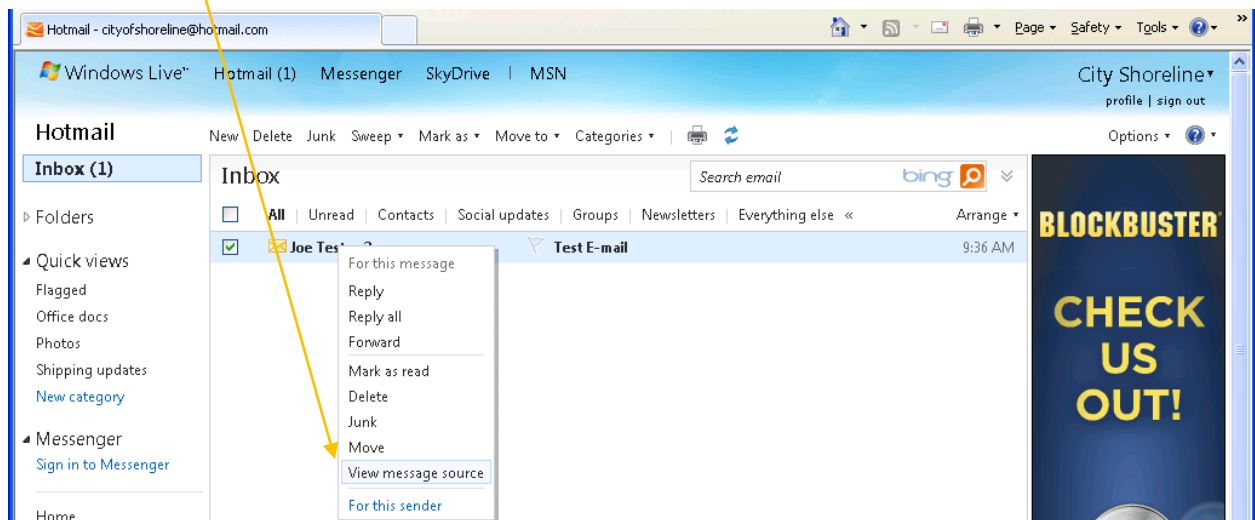 Hotmail - cityofshoreline@hotmail.com
Page Safety Tools »
Windows Live™ Hotmail (1) Messenger SkyDrive | MSN City Shoreline
profile | sign out
Hotmail New Delete Junk Sweep Mark as Move to Categories | Options
Inbox (1)
Inbox Search email bing
All | Unread | Contacts | Social updates | Groups | Newsletters | Everything else « Arrange
Joe Test Test E-mail 9:36 AM
Folders
Quick views
Flagged
Office docs
Photos
Shipping updates
New category
Messenger
Sign in to Messenger
Home
For this message
Reply
Reply all
Forward
Mark as read
Delete
Junk
Move
View message source
For this sender
BLOCKBUSTER
CHECK
US
OUT!